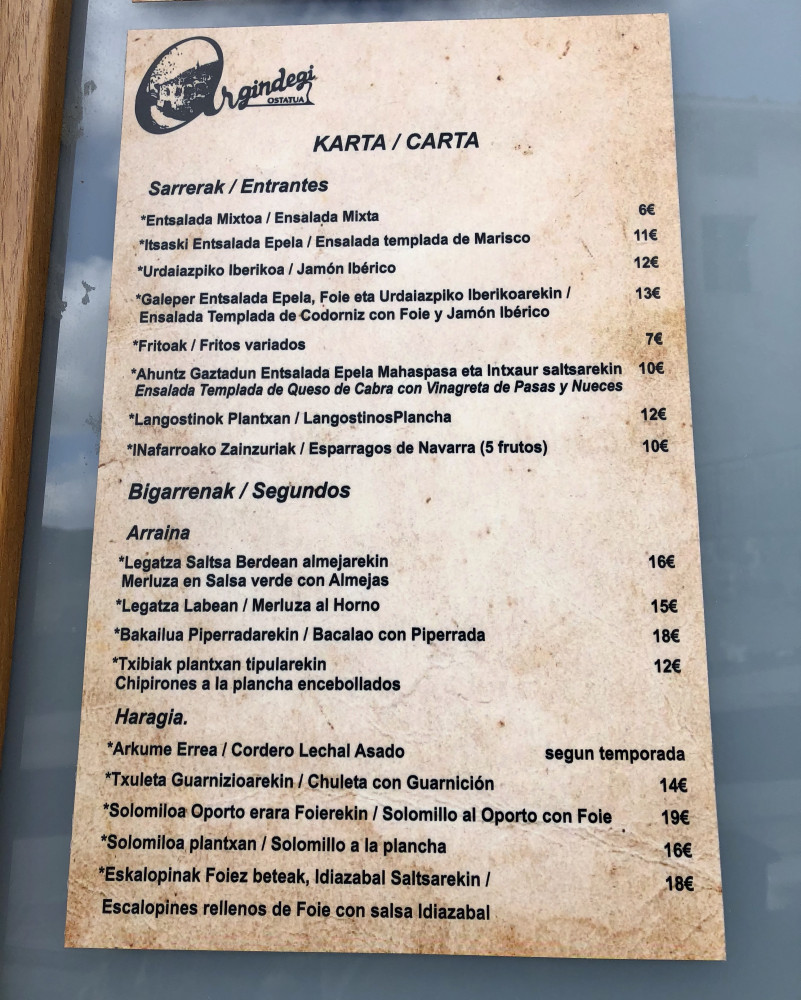 Argindegi
OSTATUA
KARTA / CARTA
Sarrerak / Entrantes
*Entsalada Mixtoa / Ensalada Mixta 6€
*Itsaski Entsalada Epela / Ensalada templada de Marisco 11€
*Urdaiazpiko Iberikoa / Jamón Ibérico 12€
*Galeper Entsalada Epela, Foie eta Urdaiazpiko Iberikoarekin / 13€
Ensalada Templada de Codorniz con Foie y Jamón Ibérico
*Fritoak / Fritos variados 7€
*Ahuntz Gaztadun Entsalada Epela Mahaspasa eta Intxaur saltsarekin 10€
Ensalada Templada de Queso de Cabra con Vinagreta de Pasas y Nueces
*Langostinok Plantxan / LangostinosPlancha 12€
*INafarroako Zainzuriak / Esparragos de Navarra (5 frutos) 10€
Bigarrenak / Segundos
Arraina
*Legatza Saltsa Berdean almejarekin 16€
Merluza en Salsa verde con Almejas
*Legatza Labean / Merluza al Horno 15€
*Bakailua Piperradarekin / Bacalao con Piperrada 18€
*Txibiak plantxan tipularekin 12€
Chipirones a la plancha encebollados
Haragia.
*Arkume Errea / Cordero Lechal Asado segun temporada
*Txuleta Guarnizioarekin / Chuleta con Guarnición 14€
*Solomiloa Oporto erara Foierekin / Solomillo al Oporto con Foie 19€
*Solomiloa plantxan / Solomillo a la plancha 16€
*Eskalopinak Foiez beteak, Idiazabal Saltsarekin / 18€
Escalopines rellenos de Foie con salsa Idiazabal